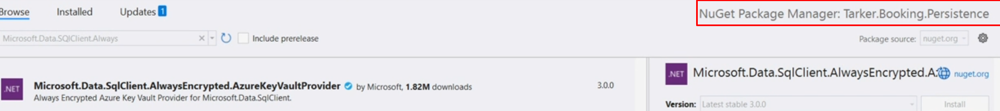 Browse Installed Updates 1 NuGet Package Manager: Tarker.Booking.Persistence
Microsoft.Data.SQlClient.Always Include prerelease Package source: nuget.org
.NET Microsoft.Data.SqlClient.AlwaysEncrypted.AzureKeyVaultProvider by Microsoft, 1.82M downloads 3.0.0
Always Encrypted Azure Key Vault Provider for Microsoft.Data.SqlClient.
.NET Microsoft.Data.SqlClient.AlwaysEncrypted.A nuget.org
Version: Latest stable 3.0.0 Install